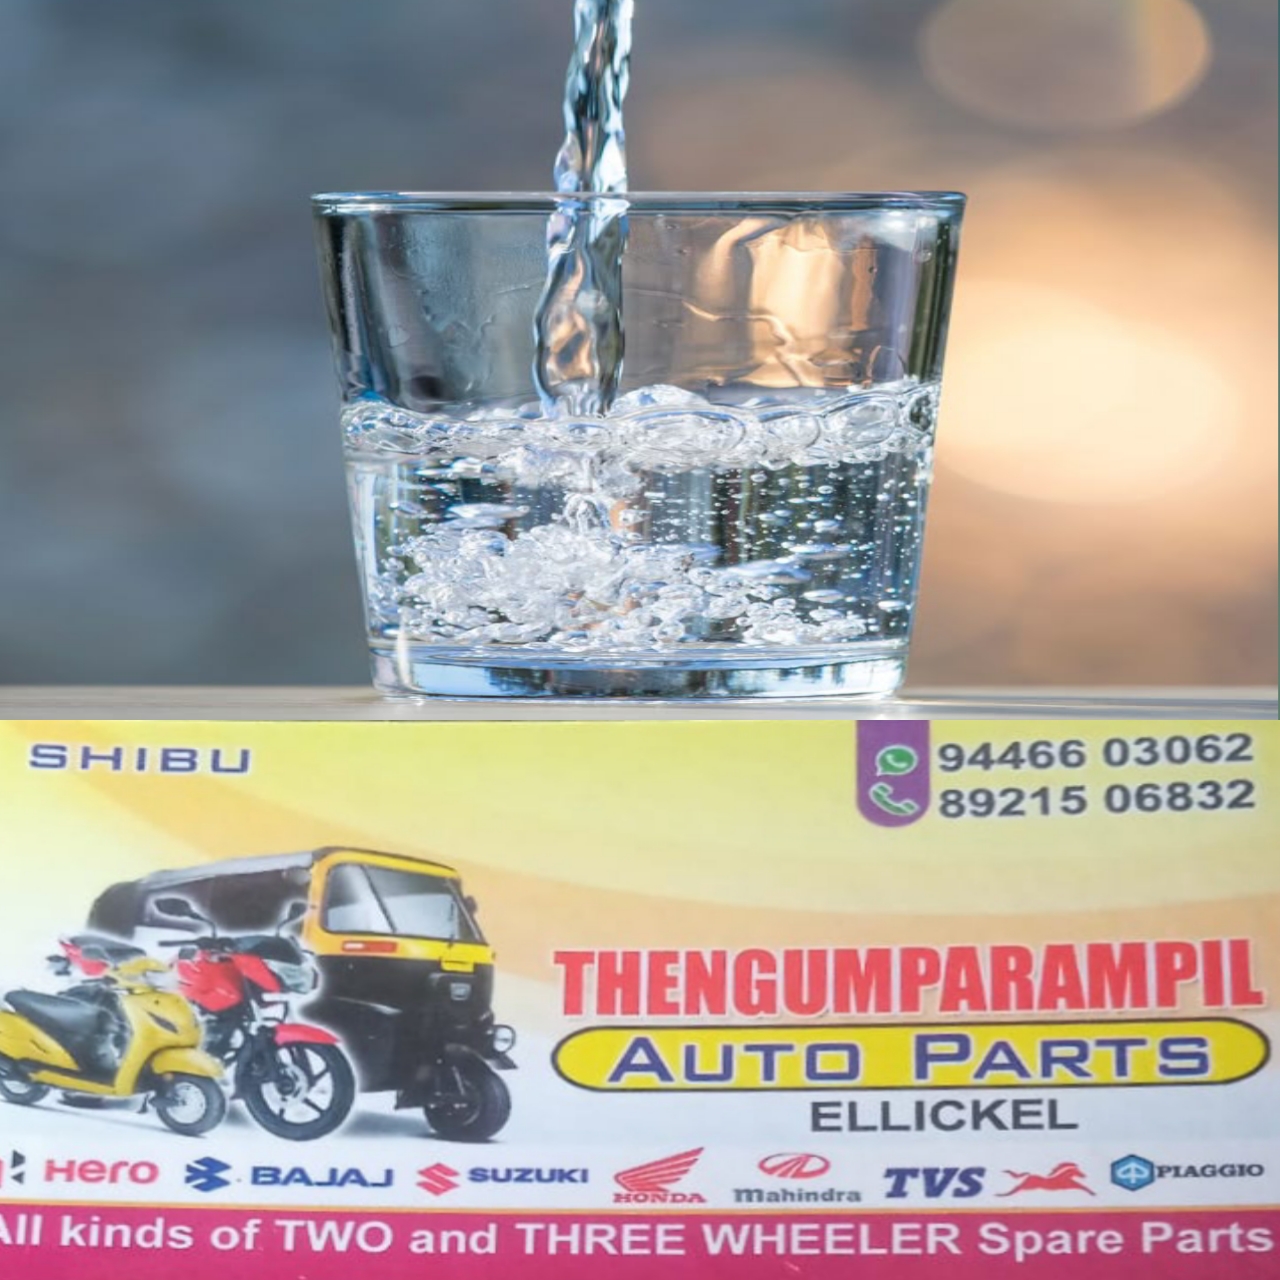 SHIBU
94466 03062
89215 06832
THENGUMPARAMPIL
AUTO PARTS
ELLICKEL
Hero BAJAJ SUZUKI HONDA Mahindra TVS PIAGGIO
All kinds of TWO and THREE WHEELER Spare Parts